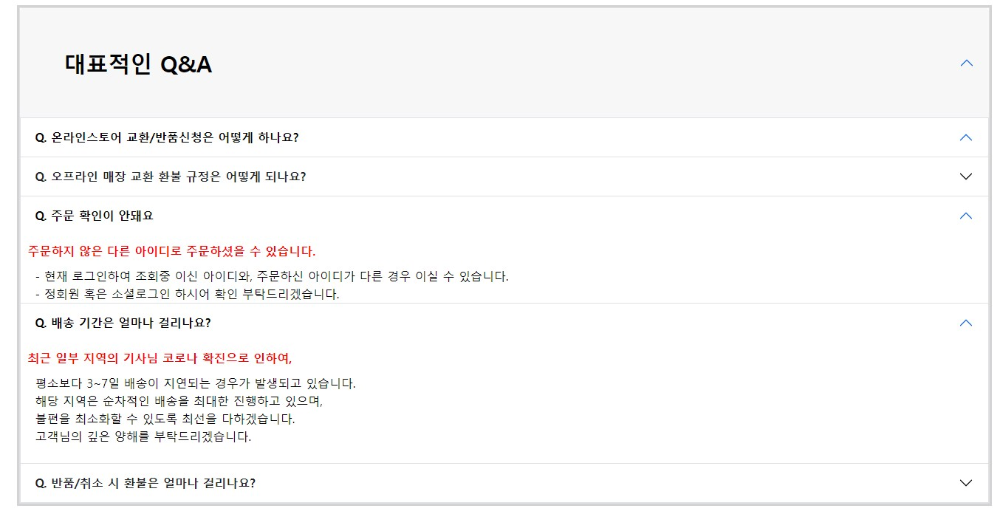 대표적인 Q&A
Q. 온라인스토어 교환/반품신청은 어떻게 하나요?
Q. 오프라인 매장 교환 환불 규정은 어떻게 되나요?
Q. 주문 확인이 안돼요
주문하지 않은 다른 아이디로 주문하셨을 수 있습니다.
- 현재 로그인하여 조회중 이신 아이디와, 주문하신 아이디가 다른 경우 이실 수 있습니다.
- 정회원 혹은 소셜로그인 하시어 확인 부탁드리겠습니다.
Q. 배송 기간은 얼마나 걸리나요?
최근 일부 지역의 기사님 코로나 확진으로 인하여,
평소보다 3~7일 배송이 지연되는 경우가 발생되고 있습니다.
해당 지역은 순차적인 배송을 최대한 진행하고 있으며,
불편을 최소화할 수 있도록 최선을 다하겠습니다.
고객님의 깊은 양해를 부탁드리겠습니다.
Q. 반품/취소 시 환불은 얼마나 걸리나요?